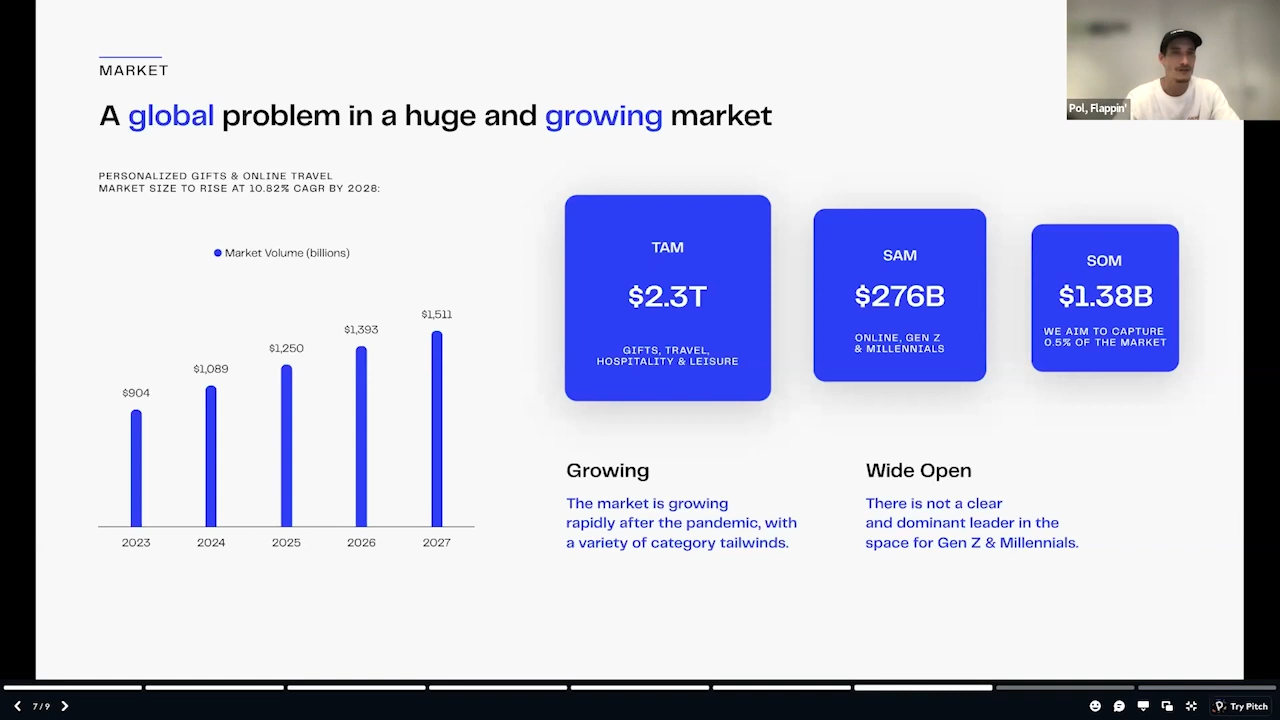 MARKET
A global problem in a huge and growing market
PERSONALIZED GIFTS & ONLINE TRAVEL
MARKET SIZE TO RISE AT 10.82% CAGR BY 2028:
Market Volume (billions)
$904
$1,089
$1,250
$1,393
$1,511
2023
2024
2025
2026
2027
TAM
$2.3T
GIFTS, TRAVEL,
HOSPITALITY & LEISURE
SAM
$276B
ONLINE, GEN Z
& MILLENNIALS
SOM
$1.38B
WE AIM TO CAPTURE
0.5% OF THE MARKET
Growing
The market is growing
rapidly after the pandemic, with
a variety of category tailwinds.
Wide Open
There is not a clear
and dominant leader in the
space for Gen Z & Millennials.
Pol, Flappin'
7/9
Try Pitch